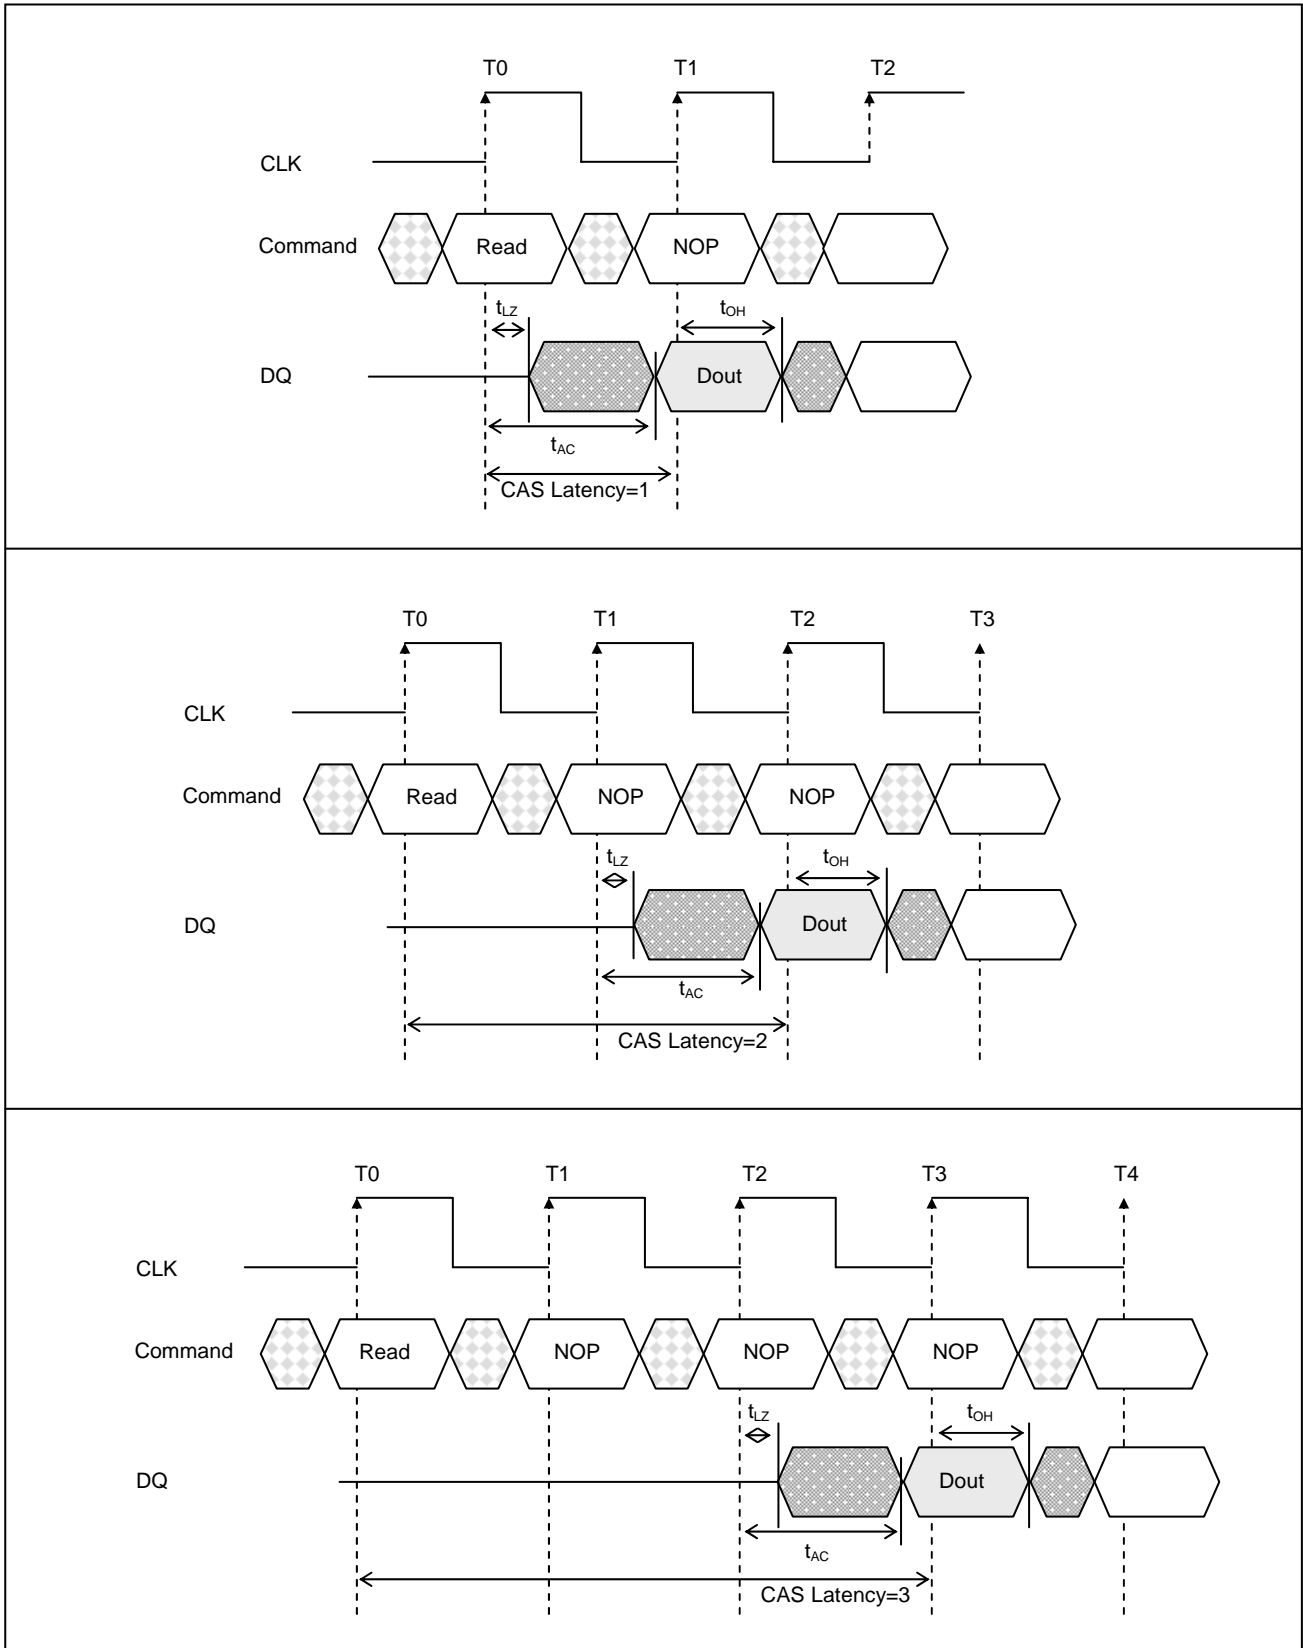 T0 T1 T2
CLK
Command Read NOP
tLZ tOH
DQ Dout
tAC
CAS Latency=1
T0 T1 T2 T3
CLK
Command Read NOP NOP
tLZ tOH
DQ Dout
tAC
CAS Latency=2
T0 T1 T2 T3 T4
CLK
Command Read NOP NOP NOP
tLZ tOH
DQ Dout
tAC
CAS Latency=3